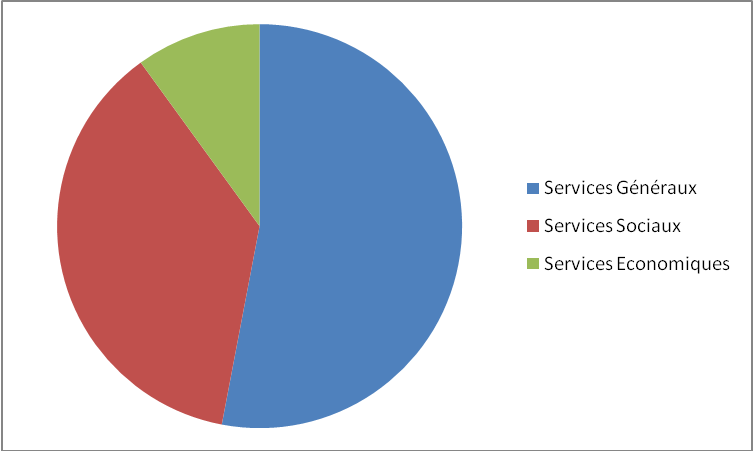 Services Généraux
Services Sociaux
Services Economiques